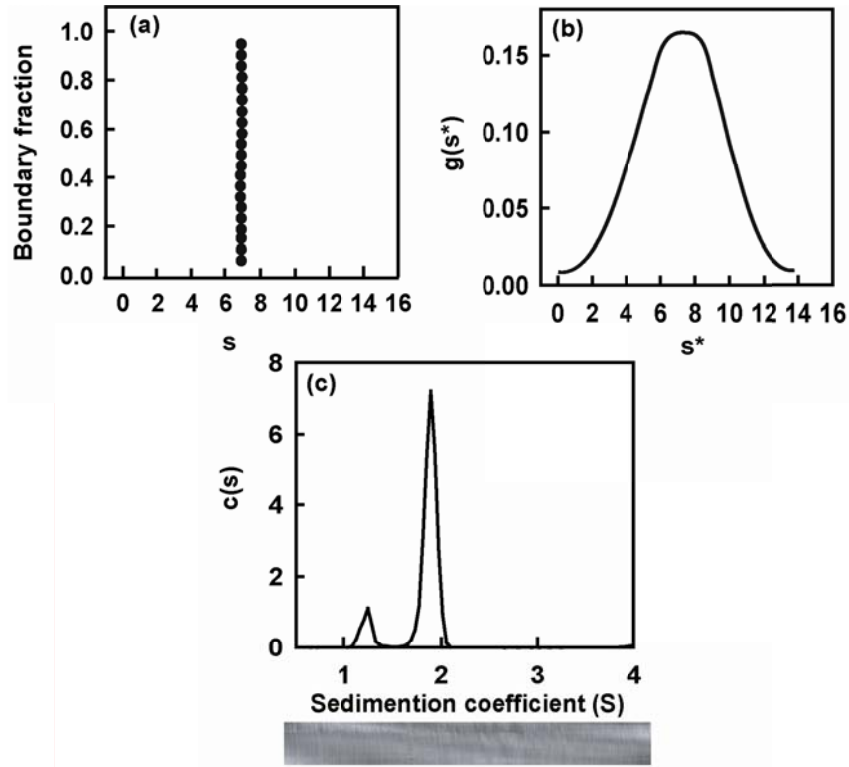 (a)
Boundary fraction
1.0
0.8
0.6
0.4
0.2
0.0
0 2 4 6 8 10 12 14 16
s
(b)
g(s*)
0.15
0.10
0.05
0.00
0 2 4 6 8 10 12 14 16
s*
(c)
c(s)
8
6
4
2
0
1 2 3 4
Sedimention coefficient (S)